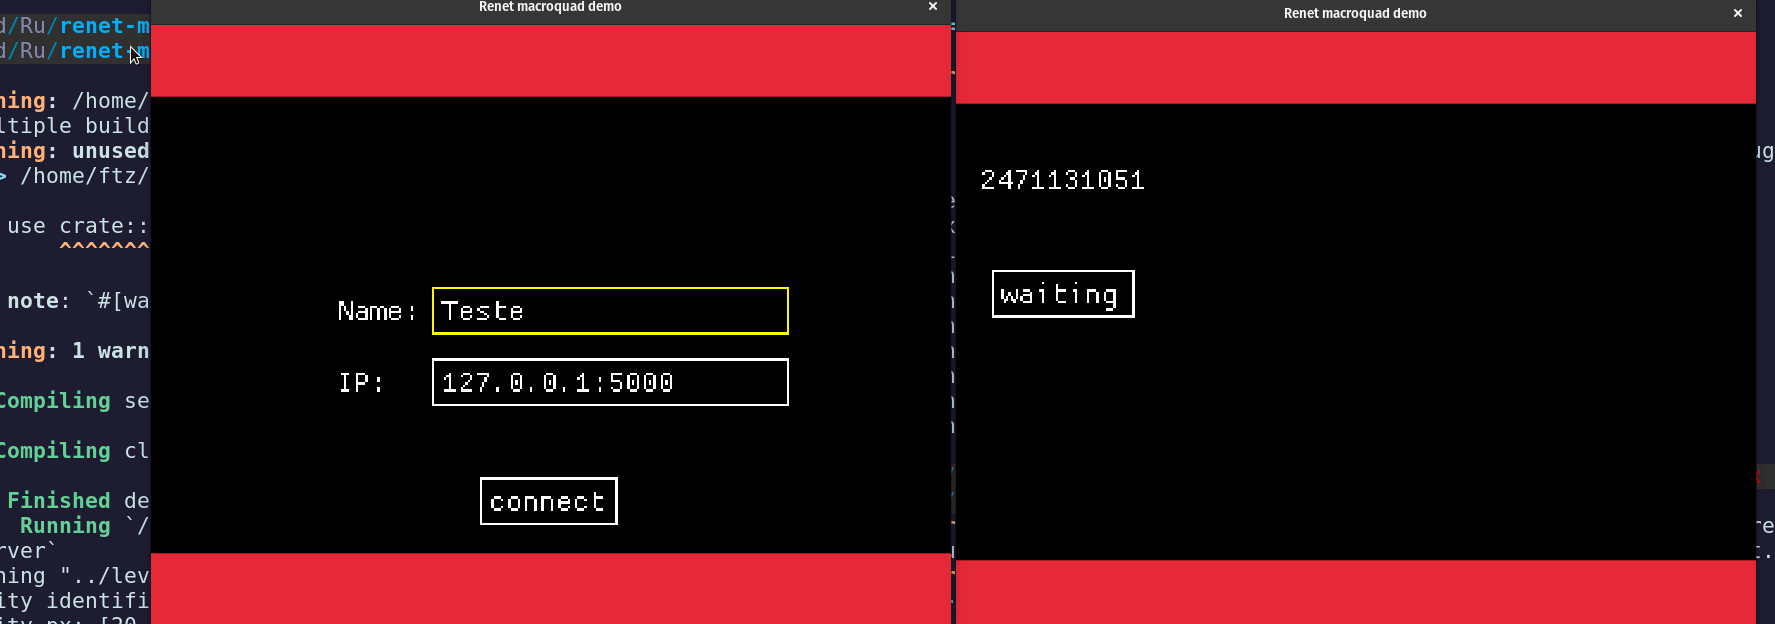 Renet macroquad demo ×
d/Ru/renet-m
d/Ru/renet-m
ning: /home/
ltiple build
ning: unused
> /home/ftz/
use crate::
^^^^^^^
note: `#[wa
ning: 1 warn
Compiling se
Compiling cl
Finished de
Running `/
rver`
ning "../lev
ity identifi
ity px: [20
Name: Teste
IP: 127.0.0.1:5000
connect
Renet macroquad demo ×
2471131051
waiting
ug
re